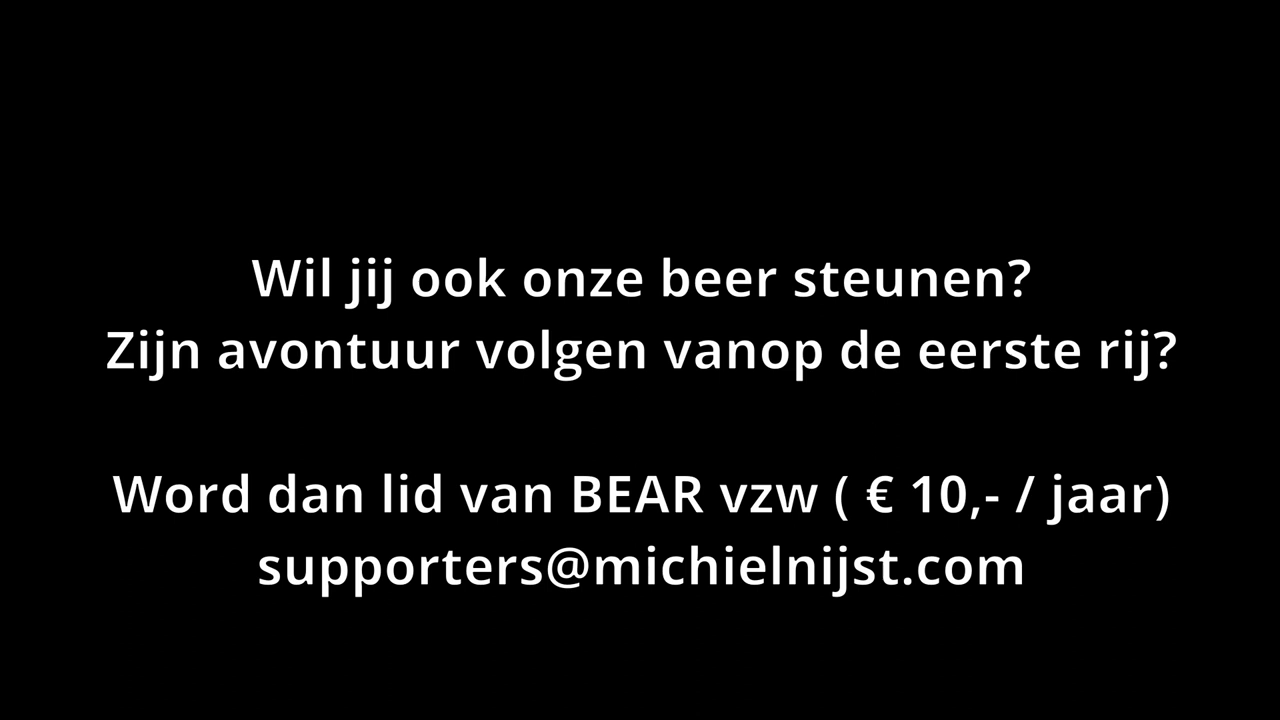 Wil jij ook onze beer steunen?
Zijn avontuur volgen vanop de eerste rij?
Word dan lid van BEAR vzw ( € 10,- / jaar)
supporters@michielnijst.com